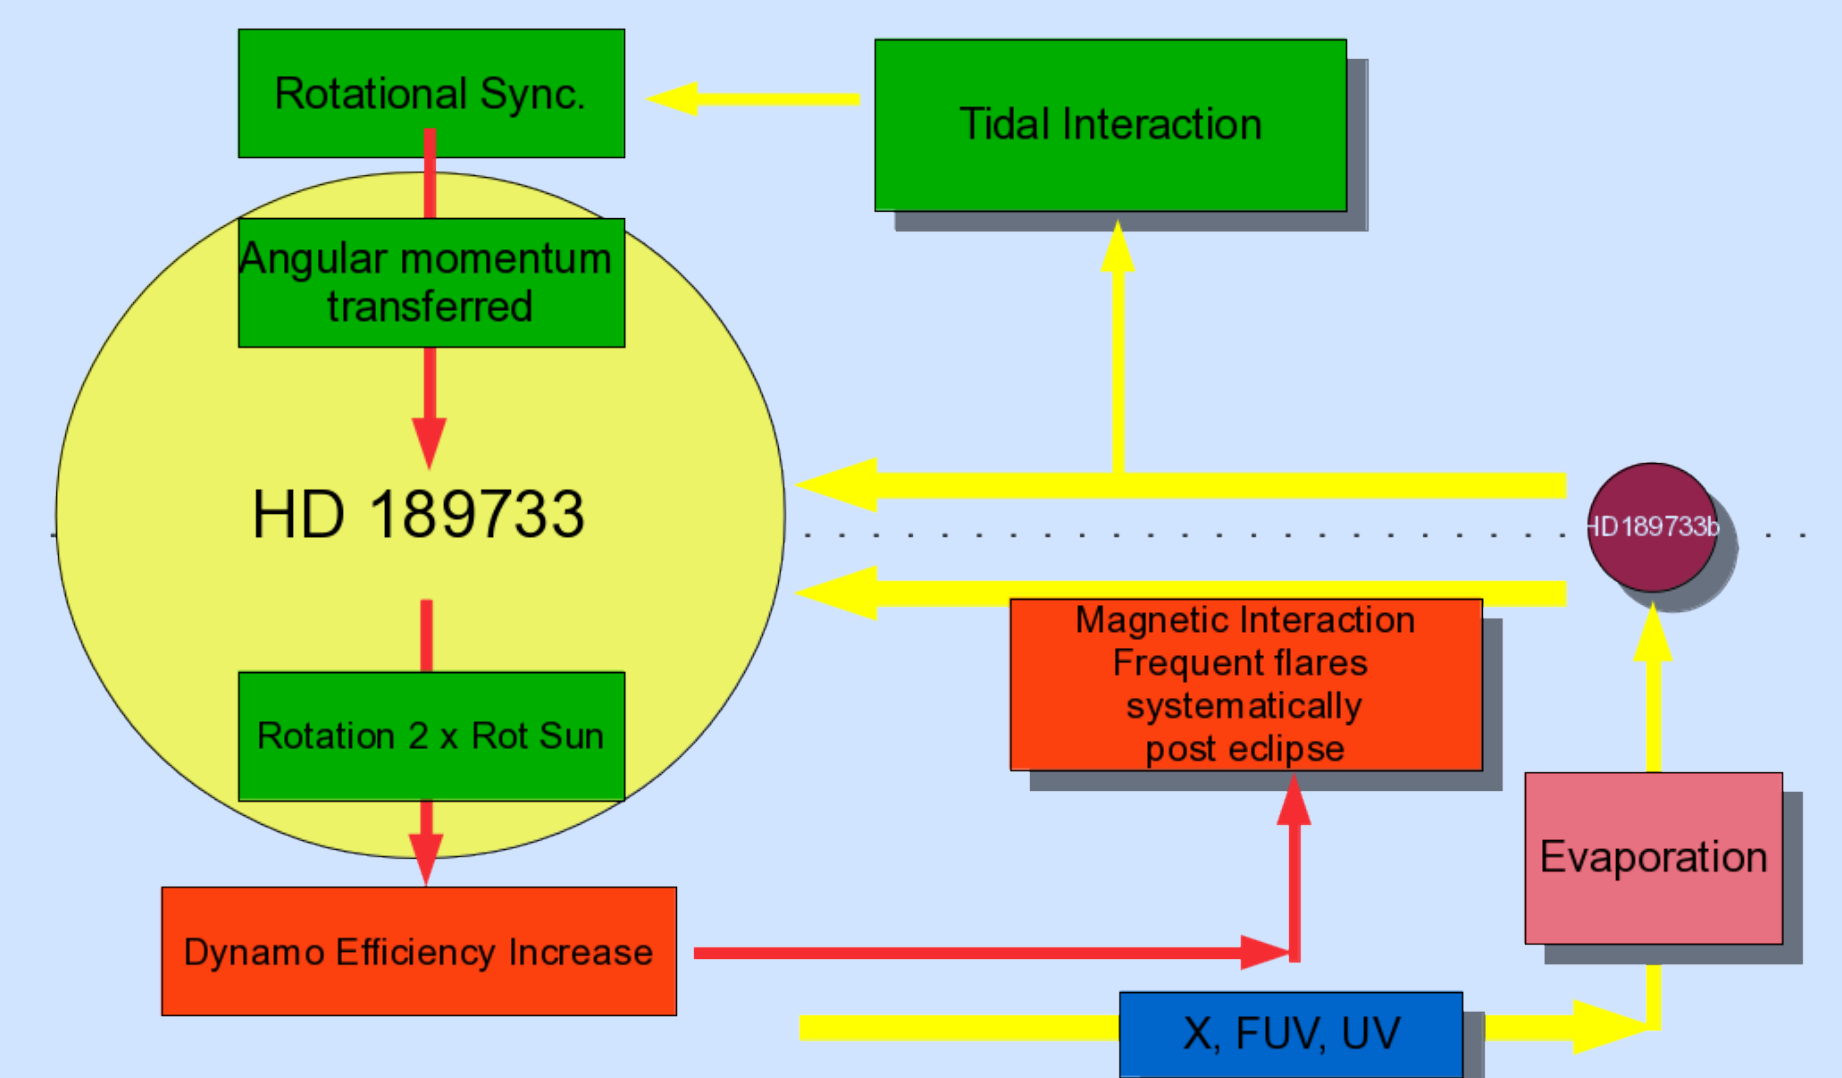 Rotational Sync.
Tidal Interaction
Angular momentum
transferred
HD 189733
HD189733b
Magnetic Interaction
Frequent flares
systematically
post eclipse
Rotation 2 x Rot Sun
Evaporation
Dynamo Efficiency Increase
X, FUV, UV